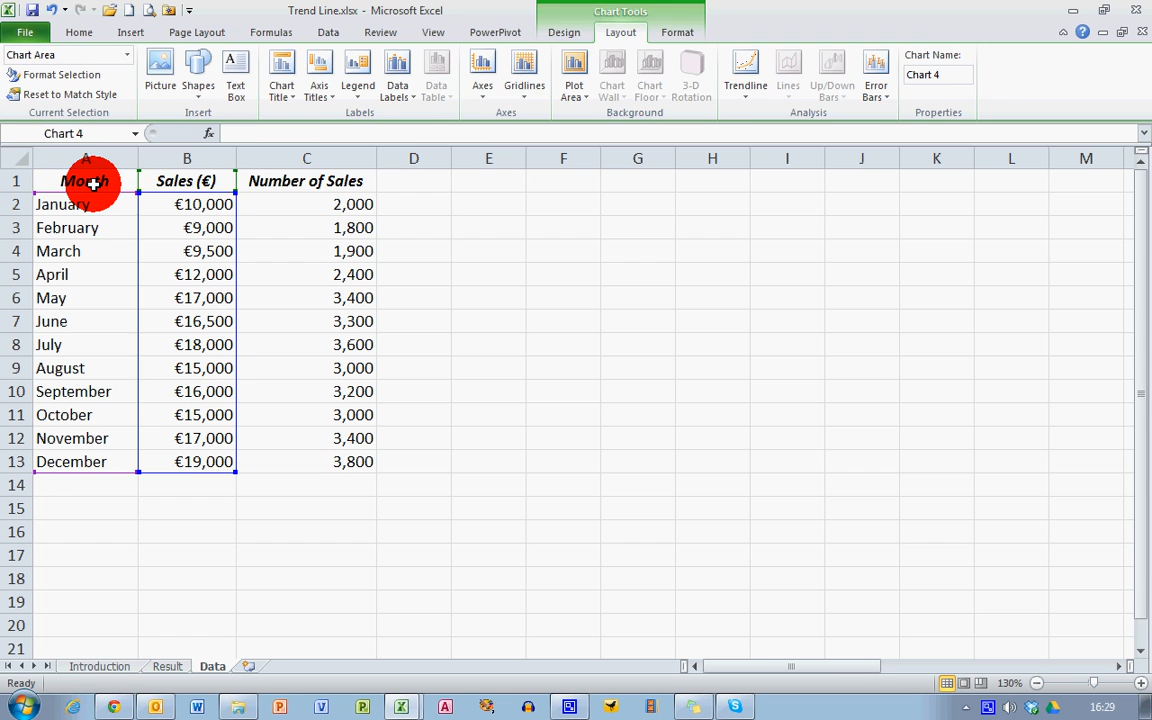 Trend Line.xlsx - Microsoft Excel
Chart Tools
File Home Insert Page Layout Formulas Data Review View PowerPivot Design Layout Format
Chart Area
Format Selection
Reset to Match Style
Current Selection
Picture Shapes Text Box
Insert
Chart Title Axis Titles Legend Data Labels Data Table
Labels
Axes Gridlines
Axes
Plot Area Chart Wall Chart Floor 3-D Rotation
Background
Trendline Lines Up/Down Bars Error Bars
Analysis
Chart Name:
Chart 4
Properties
Chart 4 fx
A B C D E F G H I J K L M
1 Month Sales (€) Number of Sales
2 January €10,000 2,000
3 February €9,000 1,800
4 March €9,500 1,900
5 April €12,000 2,400
6 May €17,000 3,400
7 June €16,500 3,300
8 July €18,000 3,600
9 August €15,000 3,000
10 September €16,000 3,200
11 October €15,000 3,000
12 November €17,000 3,400
13 December €19,000 3,800
14
15
16
17
18
19
20
21
Introduction Result Data
Ready 130%
16:29